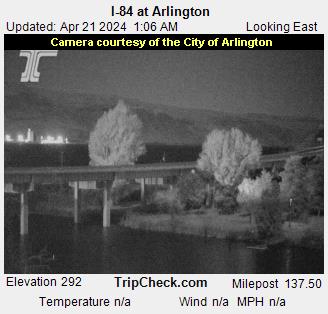 I-84 at Arlington
Updated: Apr 21 2024 1:06 AM Looking East
Camera courtesy of the City of Arlington
Elevation 292 TripCheck.com Milepost 137.50
Temperature n/a Wind n/a MPH n/a